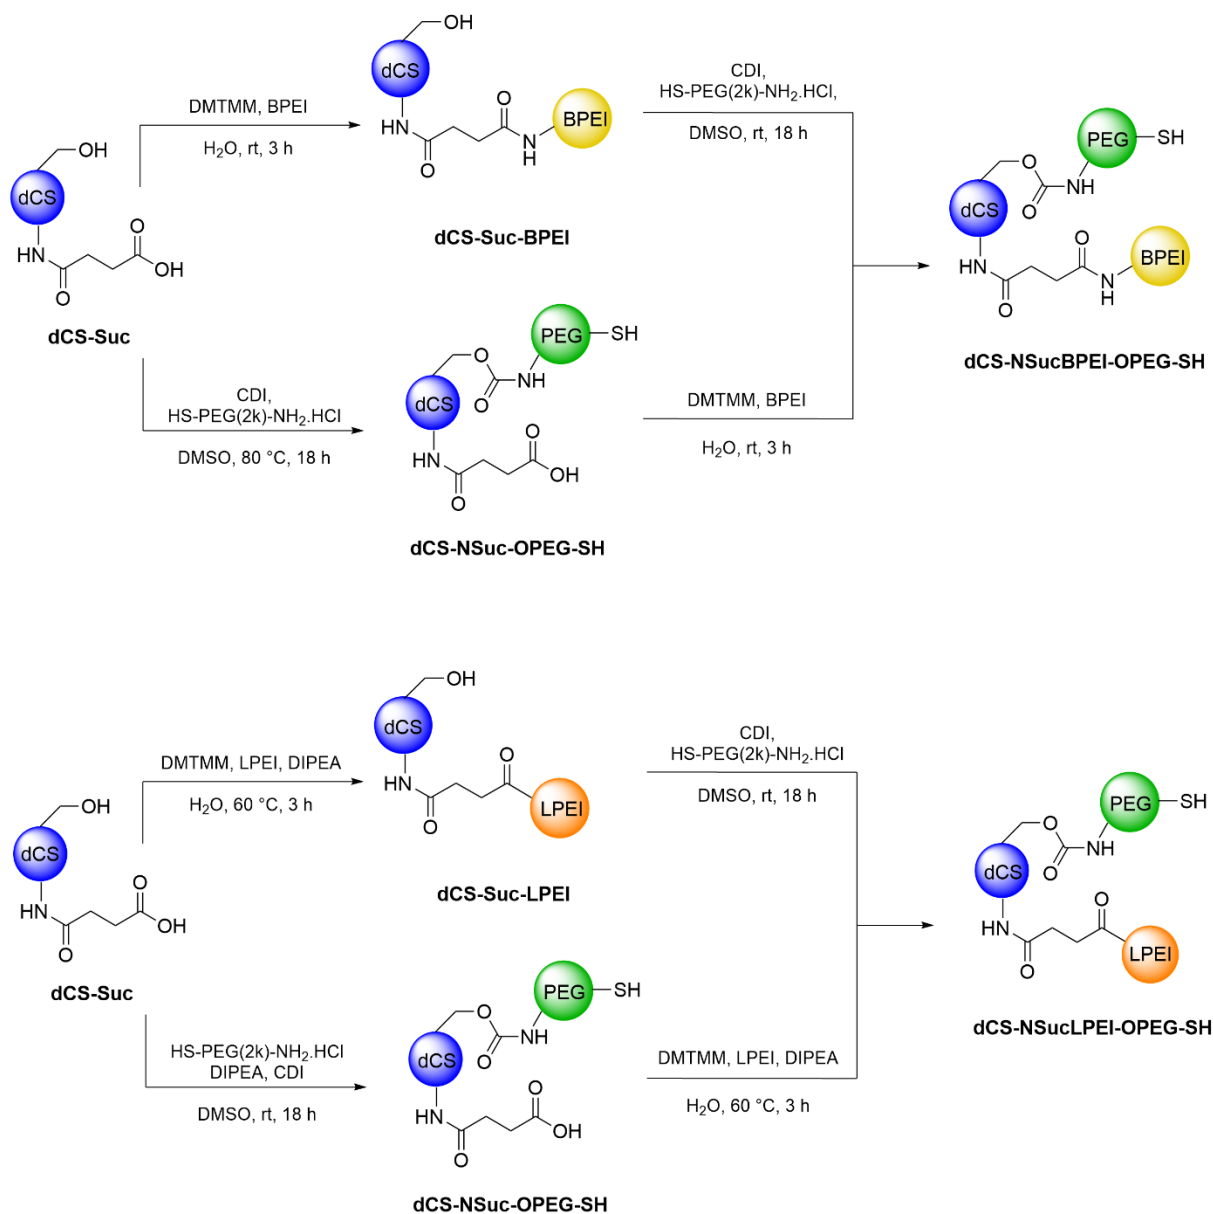 OH
dCS
HN
O
O
OH
dCS-Suc
DMTMM, BPEI
H₂O, rt, 3 h
OH
dCS
HN
O
O
N
H
BPEI
dCS-Suc-BPEI
CDI,
HS-PEG(2k)-NH₂.HCl,
DMSO, rt, 18 h
CDI,
HS-PEG(2k)-NH₂.HCl
DMSO, 80 °C, 18 h
PEG
SH
O
O
NH
dCS
HN
O
O
OH
dCS-NSuc-OPEG-SH
DMTMM, BPEI
H₂O, rt, 3 h
PEG
SH
O
O
NH
dCS
HN
O
O
N
H
BPEI
dCS-NSucBPEI-OPEG-SH
OH
dCS
HN
O
O
OH
dCS-Suc
DMTMM, LPEI, DIPEA
H₂O, 60 °C, 3 h
OH
dCS
HN
O
O
LPEI
dCS-Suc-LPEI
CDI,
HS-PEG(2k)-NH₂.HCl
DMSO, rt, 18 h
HS-PEG(2k)-NH₂.HCl
DIPEA, CDI
DMSO, rt, 18 h
PEG
SH
O
O
NH
dCS
HN
O
O
OH
dCS-NSuc-OPEG-SH
DMTMM, LPEI, DIPEA
H₂O, 60 °C, 3 h
PEG
SH
O
O
NH
dCS
HN
O
O
LPEI
dCS-NSucLPEI-OPEG-SH